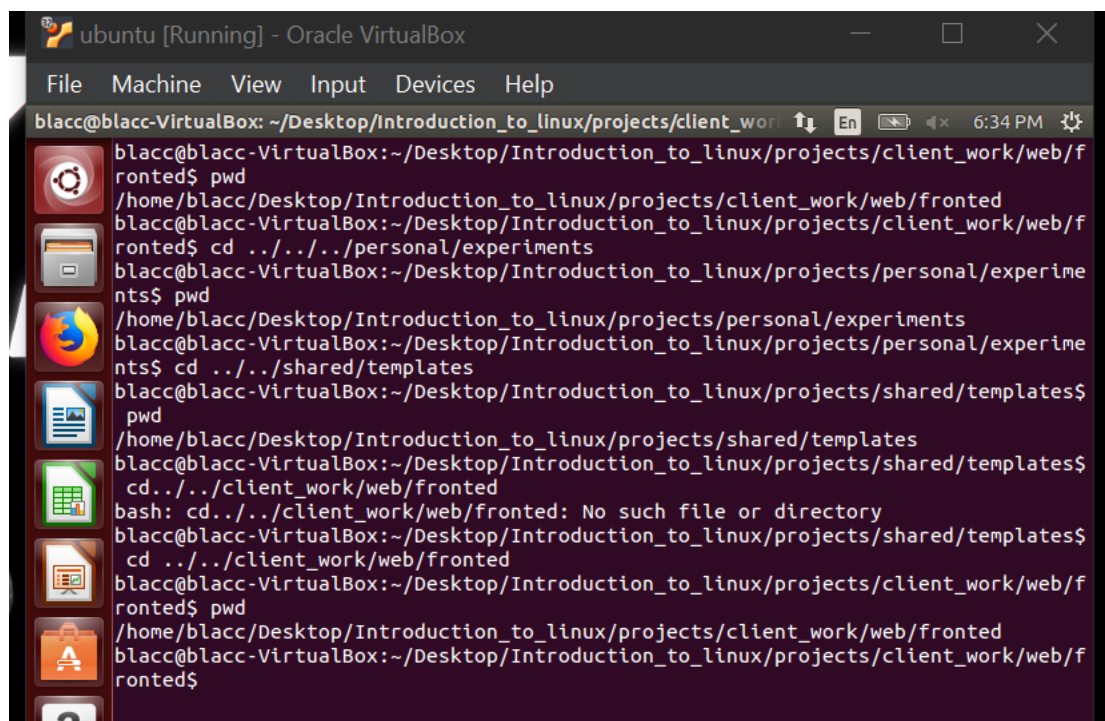 ubuntu [Running] - Oracle VirtualBox
File Machine View Input Devices Help
blacc@blacc-VirtualBox: ~/Desktop/Introduction_to_linux/projects/client_wor En 6:34 PM
blacc@blacc-VirtualBox:~/Desktop/Introduction_to_linux/projects/client_work/web/f
ronted$ pwd
/home/blacc/Desktop/Introduction_to_linux/projects/client_work/web/fronted
blacc@blacc-VirtualBox:~/Desktop/Introduction_to_linux/projects/client_work/web/f
ronted$ cd ../../../personal/experiments
blacc@blacc-VirtualBox:~/Desktop/Introduction_to_linux/projects/personal/experime
nts$ pwd
/home/blacc/Desktop/Introduction_to_linux/projects/personal/experiments
blacc@blacc-VirtualBox:~/Desktop/Introduction_to_linux/projects/personal/experime
nts$ cd ../../shared/templates
blacc@blacc-VirtualBox:~/Desktop/Introduction_to_linux/projects/shared/templates$
pwd
/home/blacc/Desktop/Introduction_to_linux/projects/shared/templates
blacc@blacc-VirtualBox:~/Desktop/Introduction_to_linux/projects/shared/templates$
cd../../client_work/web/fronted
bash: cd../../client_work/web/fronted: No such file or directory
blacc@blacc-VirtualBox:~/Desktop/Introduction_to_linux/projects/shared/templates$
cd ../../client_work/web/fronted
blacc@blacc-VirtualBox:~/Desktop/Introduction_to_linux/projects/client_work/web/f
ronted$ pwd
/home/blacc/Desktop/Introduction_to_linux/projects/client_work/web/fronted
blacc@blacc-VirtualBox:~/Desktop/Introduction_to_linux/projects/client_work/web/f
ronted$